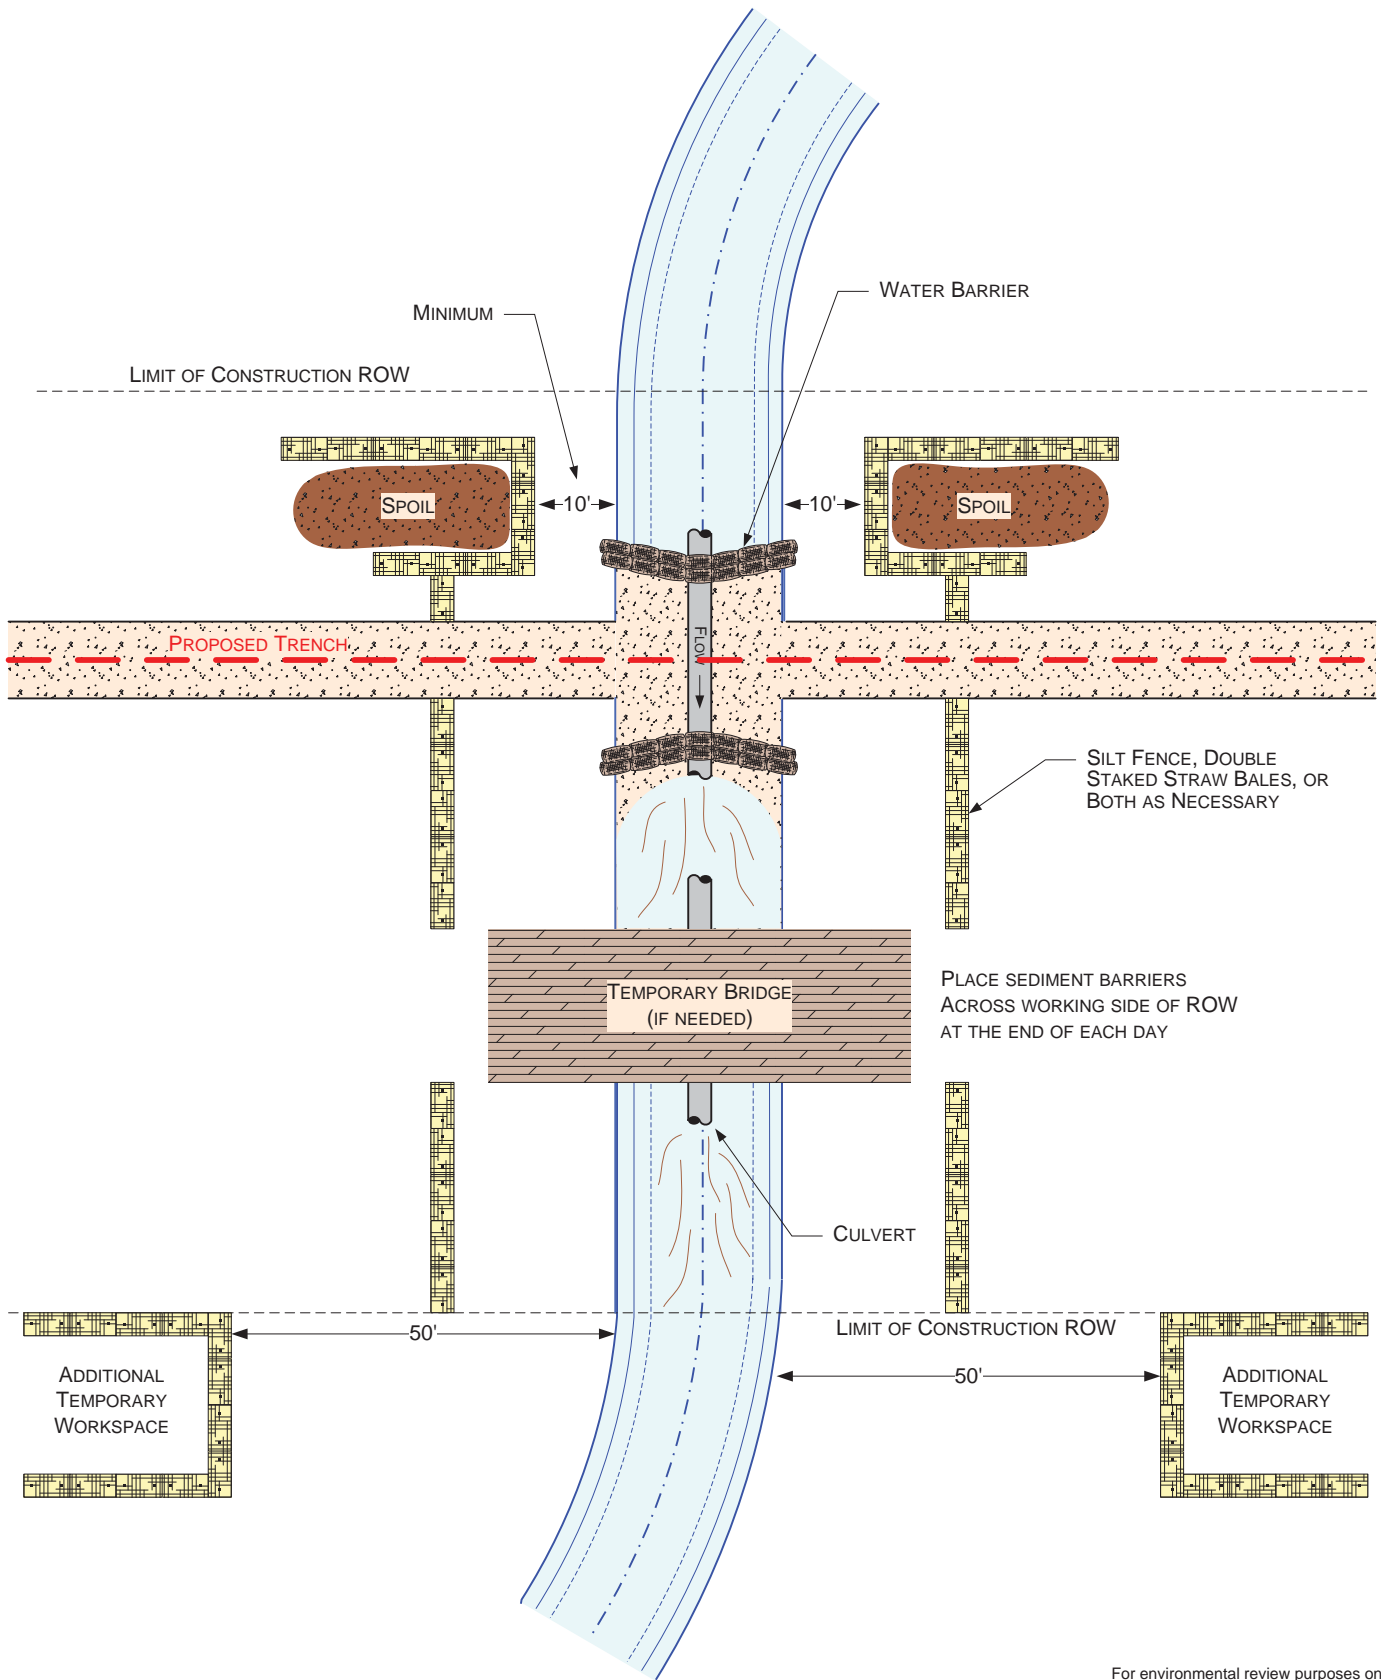 WATER BARRIER
MINIMUM
LIMIT OF CONSTRUCTION ROW
SPOIL
10'
10'
SPOIL
PROPOSED TRENCH
FLOW
SILT FENCE, DOUBLE
STAKED STRAW BALES, OR
BOTH AS NECESSARY
TEMPORARY BRIDGE
(IF NEEDED)
PLACE SEDIMENT BARRIERS
ACROSS WORKING SIDE OF ROW
AT THE END OF EACH DAY
CULVERT
50'
LIMIT OF CONSTRUCTION ROW
50'
ADDITIONAL
TEMPORARY
WORKSPACE
ADDITIONAL
TEMPORARY
WORKSPACE
For environmental review purposes on